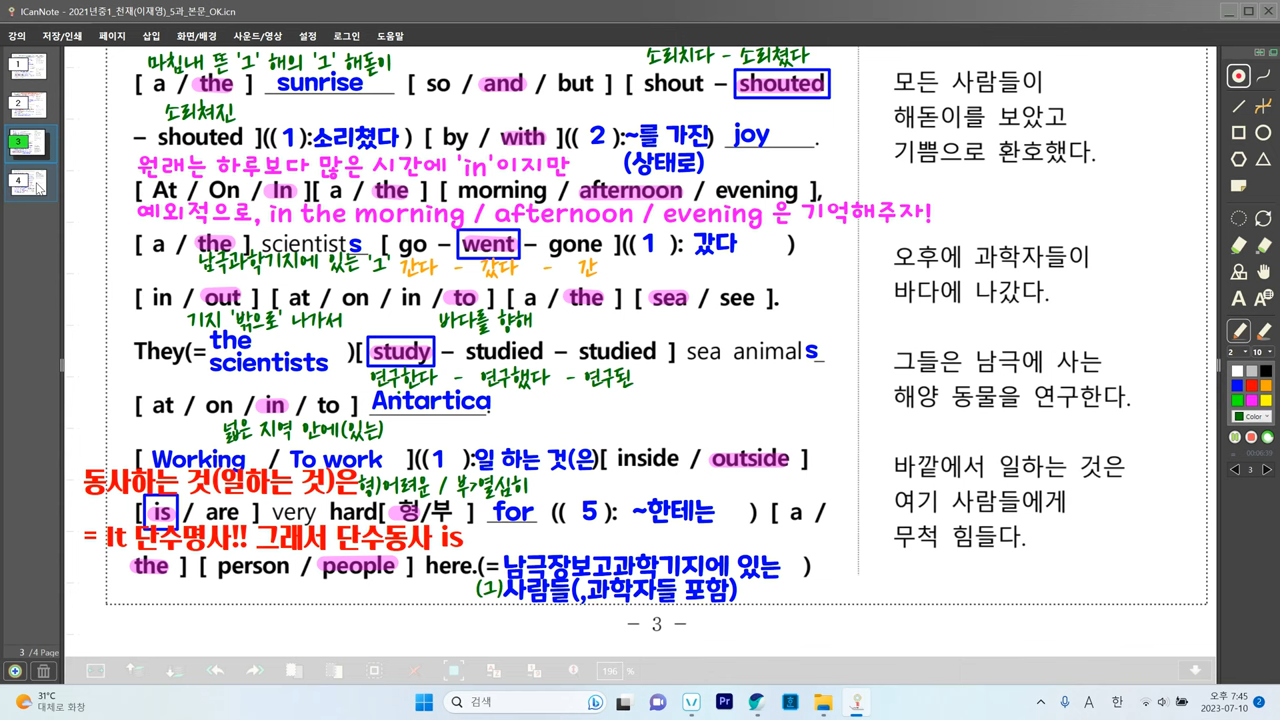 ICanNote - 2021년중1_천재(이재영)_5과_본문_OK.icn
강의 저장/인쇄 페이지 삽입 화면/배경 사운드/영상 설정 로그인 도움말
마침내 뜬 '그' 해의 '그' 해돋이 소리치다 - 소리쳤다
[ a / the ] sunrise [ so / and / but ] [ shout – shouted
소리쳐진
– shouted ]((1):소리쳤다) [ by / with ]((2):~를 가진) joy.
(상태로)
원래는 하루보다 많은 시간에 'in'이지만
[ At / On / In ][ a / the ] [ morning / afternoon / evening ],
예외적으로, in the morning / afternoon / evening 은 기억해주자!
[ a / the ] scientists [ go – went – gone ]((1): 갔다 )
남극과학기지에 있는 '그' 간다 - 갔다 - 간
[ in / out ] [ at / on / in / to ] [ a / the ] [ sea / see ].
기지 '밖으로' 나가서 바다를 향해
They(= the scientists )[ study – studied – studied ] sea animals
연구한다 - 연구했다 - 연구된
[ at / on / in / to ] Antartica.
넓은 지역 안에(있는)
[ Working / To work ]((1):일 하는 것(은)[ inside / outside ]
동사하는 것(일하는 것)은 형)어려운 / 부>열심히
[ is / are ] very hard[ 형/부 ] for ((5): ~한테는 ) [ a /
= It 단수명사!! 그래서 단수동사 is
the ] [ person / people ] here.(= 남극장보고과학기지에 있는 )
(그)사람들(,과학자들 포함)
- 3 -
모든 사람들이
해돋이를 보았고
기쁨으로 환호했다.
오후에 과학자들이
바다에 나갔다.
그들은 남극에 사는
해양 동물을 연구한다.
바깥에서 일하는 것은
여기 사람들에게
무척 힘들다.
1
2
3
4
2 10
Color
00:06:39
3
3 / 4 Page
196 %
31°C
대체로 화창
검색
A 한
오후 7:45
2023-07-10
2